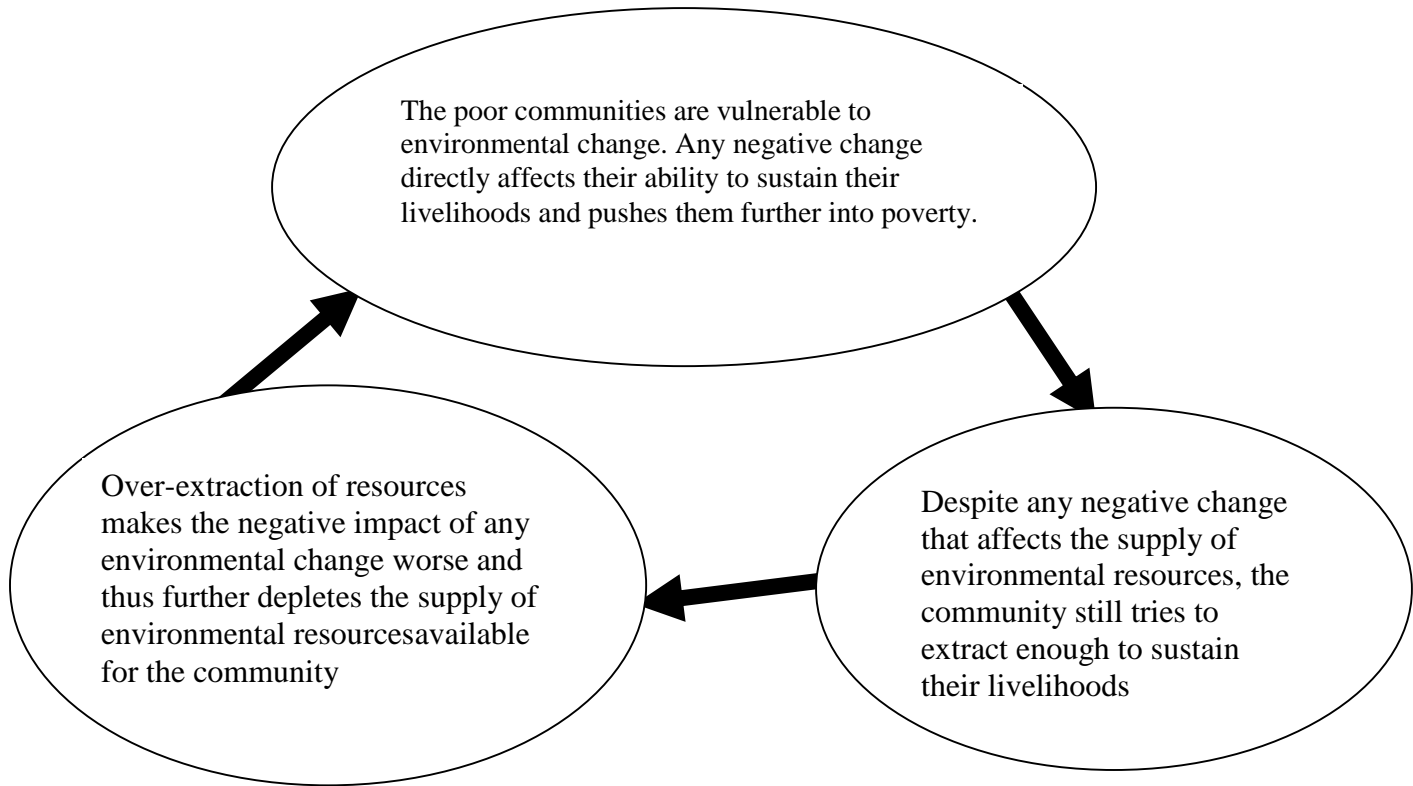 The poor communities are vulnerable to
environmental change. Any negative change
directly affects their ability to sustain their
livelihoods and pushes them further into poverty.
Over-extraction of resources
makes the negative impact of any
environmental change worse and
thus further depletes the supply of
environmental resourcesavailable
for the community
Despite any negative change
that affects the supply of
environmental resources, the
community still tries to
extract enough to sustain
their livelihoods